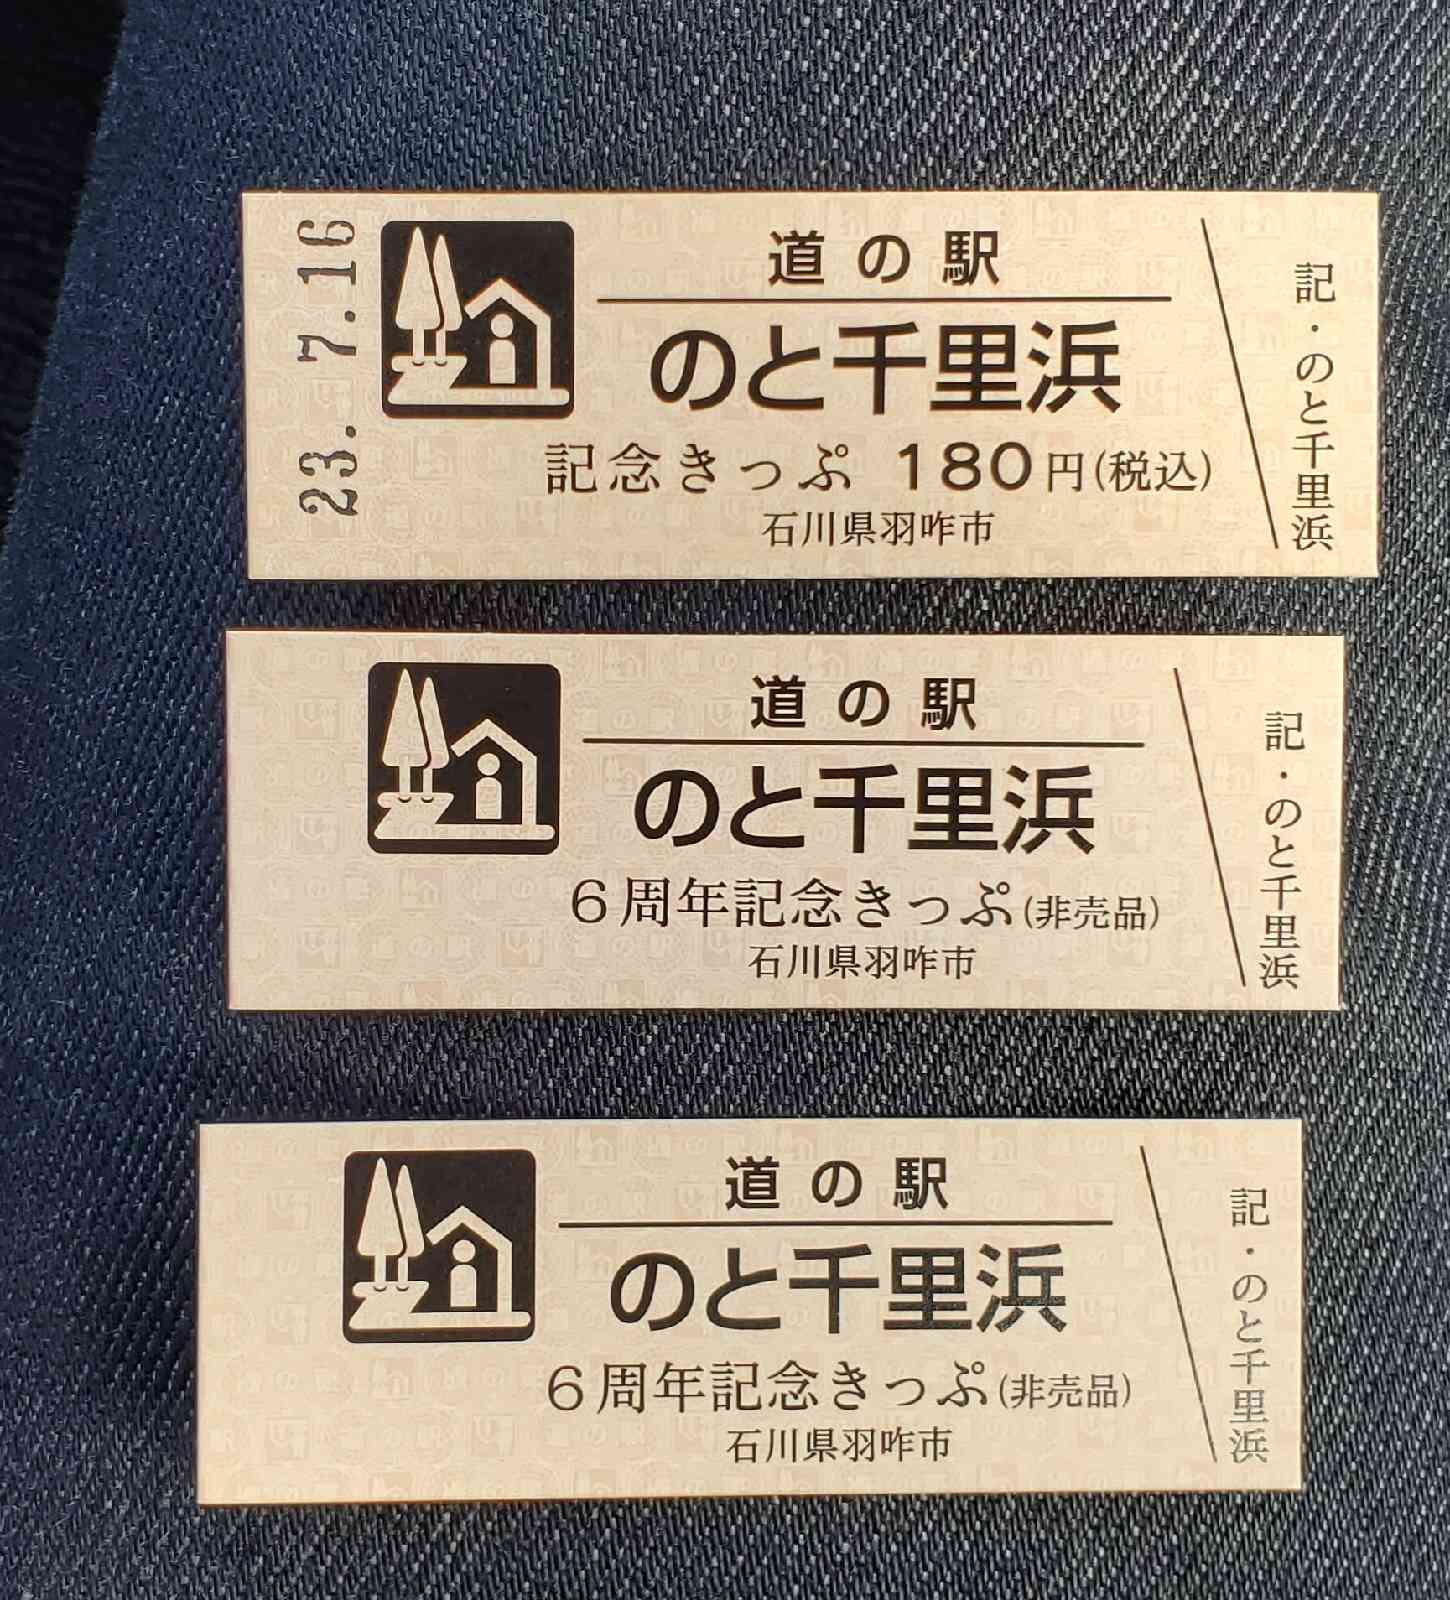 23.7.16
道の駅
のと千里浜
記念きっぷ 180円(税込)
石川県羽咋市
記・のと千里浜
道の駅
のと千里浜
6周年記念きっぷ(非売品)
石川県羽咋市
記・のと千里浜
道の駅
のと千里浜
6周年記念きっぷ(非売品)
石川県羽咋市
記・のと千里浜